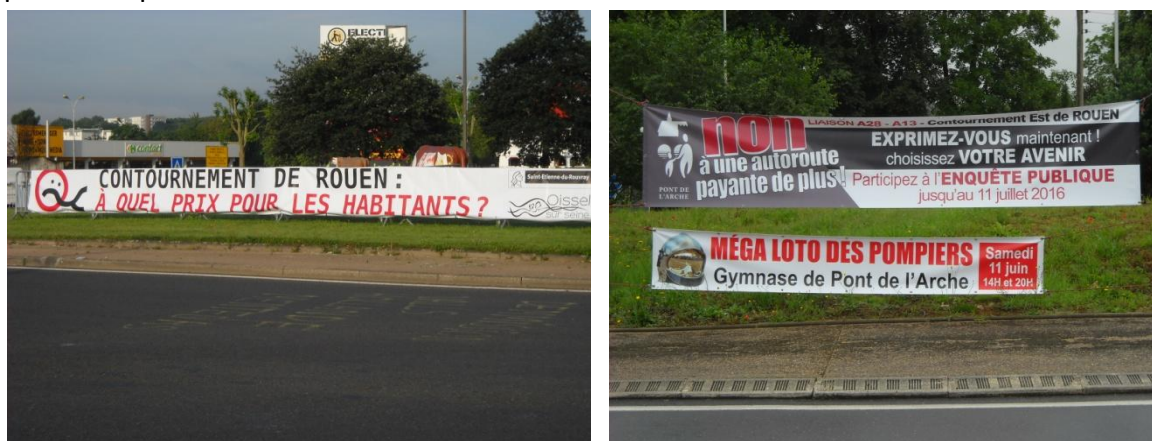 ELECT
contact
CONTOURNEMENT DE ROUEN :
À QUEL PRIX POUR LES HABITANTS ?
Saint-Etienne-du-Rouvray
Oissel
sur seine
LIAISON A28 - A13 - Contournement Est de ROUEN
non
à une autoroute
payante de plus !
PONT DE
L'ARCHE
EXPRIMEZ-VOUS maintenant !
choisissez VOTRE AVENIR
Participez à l'ENQUÊTE PUBLIQUE
jusqu'au 11 juillet 2016
MÉGA LOTO DES POMPIERS
Gymnase de Pont de l'Arche
Samedi
11 juin
14H et 20H